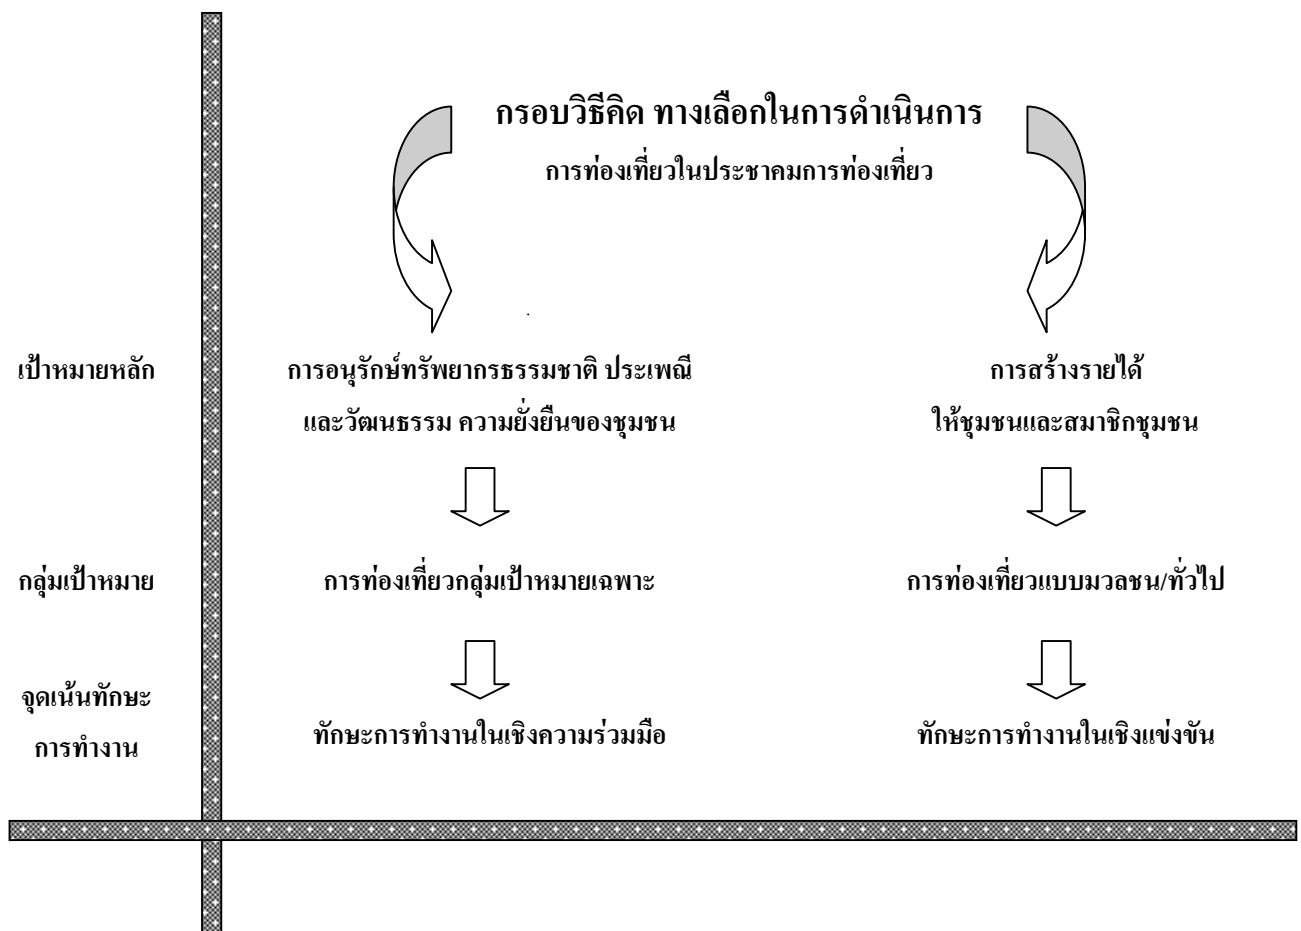 กรอบวิธีคิด ทางเลือกในการดำเนินการ
การท่องเที่ยวในประชาคมการท่องเที่ยว
เป้าหมายหลัก
การอนุรักษ์ทรัพยากรธรรมชาติ ประเพณี
และวัฒนธรรม ความยั่งยืนของชุมชน
การสร้างรายได้
ให้ชุมชนและสมาชิกชุมชน
กลุ่มเป้าหมาย
การท่องเที่ยวกลุ่มเป้าหมายเฉพาะ
การท่องเที่ยวแบบมวลชน/ทั่วไป
จุดเน้นทักษะ
การทำงาน
ทักษะการทำงานในเชิงความร่วมมือ
ทักษะการทำงานในเชิงแข่งขัน